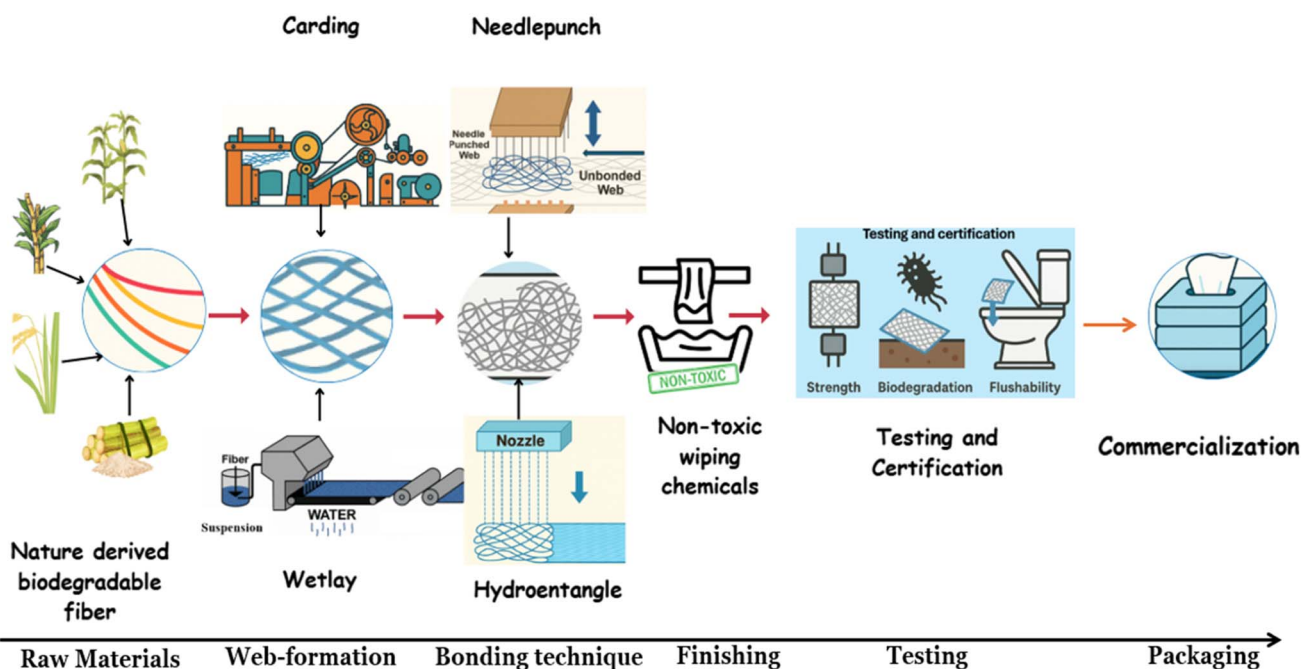 Carding
Needlepunch
Needle
Punched
Web
Unbonded
Web
Testing and certification
Strength
Biodegradation
Flushability
NON-TOXIC
Nozzle
Fiber
Suspension
WATER
Nature derived
biodegradable
fiber
Wetlay
Hydroentangle
Non-toxic
wiping
chemicals
Testing and
Certification
Commercialization
Raw Materials
Web-formation
Bonding technique
Finishing
Testing
Packaging